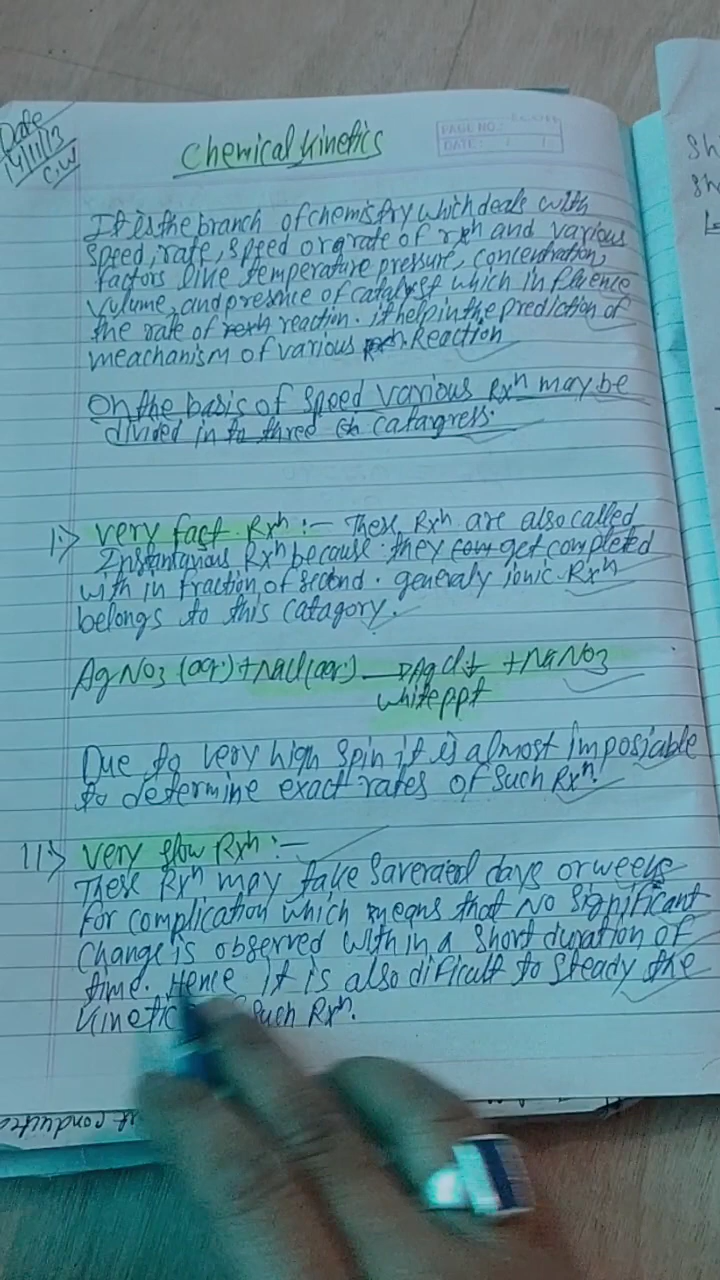 Date
14/11/13
C.W
PAGE NO.:
DATE: / /
Chemical kinetics
It is the branch of chemistry which deals with
speed, rate, speed or rate of rxn and various
factors like temperature pressure, concentration,
volume, and presnce of catalyst which influence
the rate of reaction. it help in the prediction of
meachanism of various Reaction
On the basis of speed various Rxn may be
divided in to three catagress.
1:> very fast Rxn :- These Rxn are also called
Instantanous Rxn because they get completed
with in fraction of second. generaly ionic Rxn
belongs to this catagory.
AgNO3 (aq.) + NaCl (aq.) → AgCl↓ + NaNO3
white ppt
Due to very high spin it is almost imposiable
to determine exact rates of such Rxn.
11:> very slow Rxn :-
These Rxn may take days or weeks
for complication which means that no significant
change is observed with in a short duration of
time. Hence it is also dificult to steady the
kinetic such Rxn.
Sh
Sh
conducto